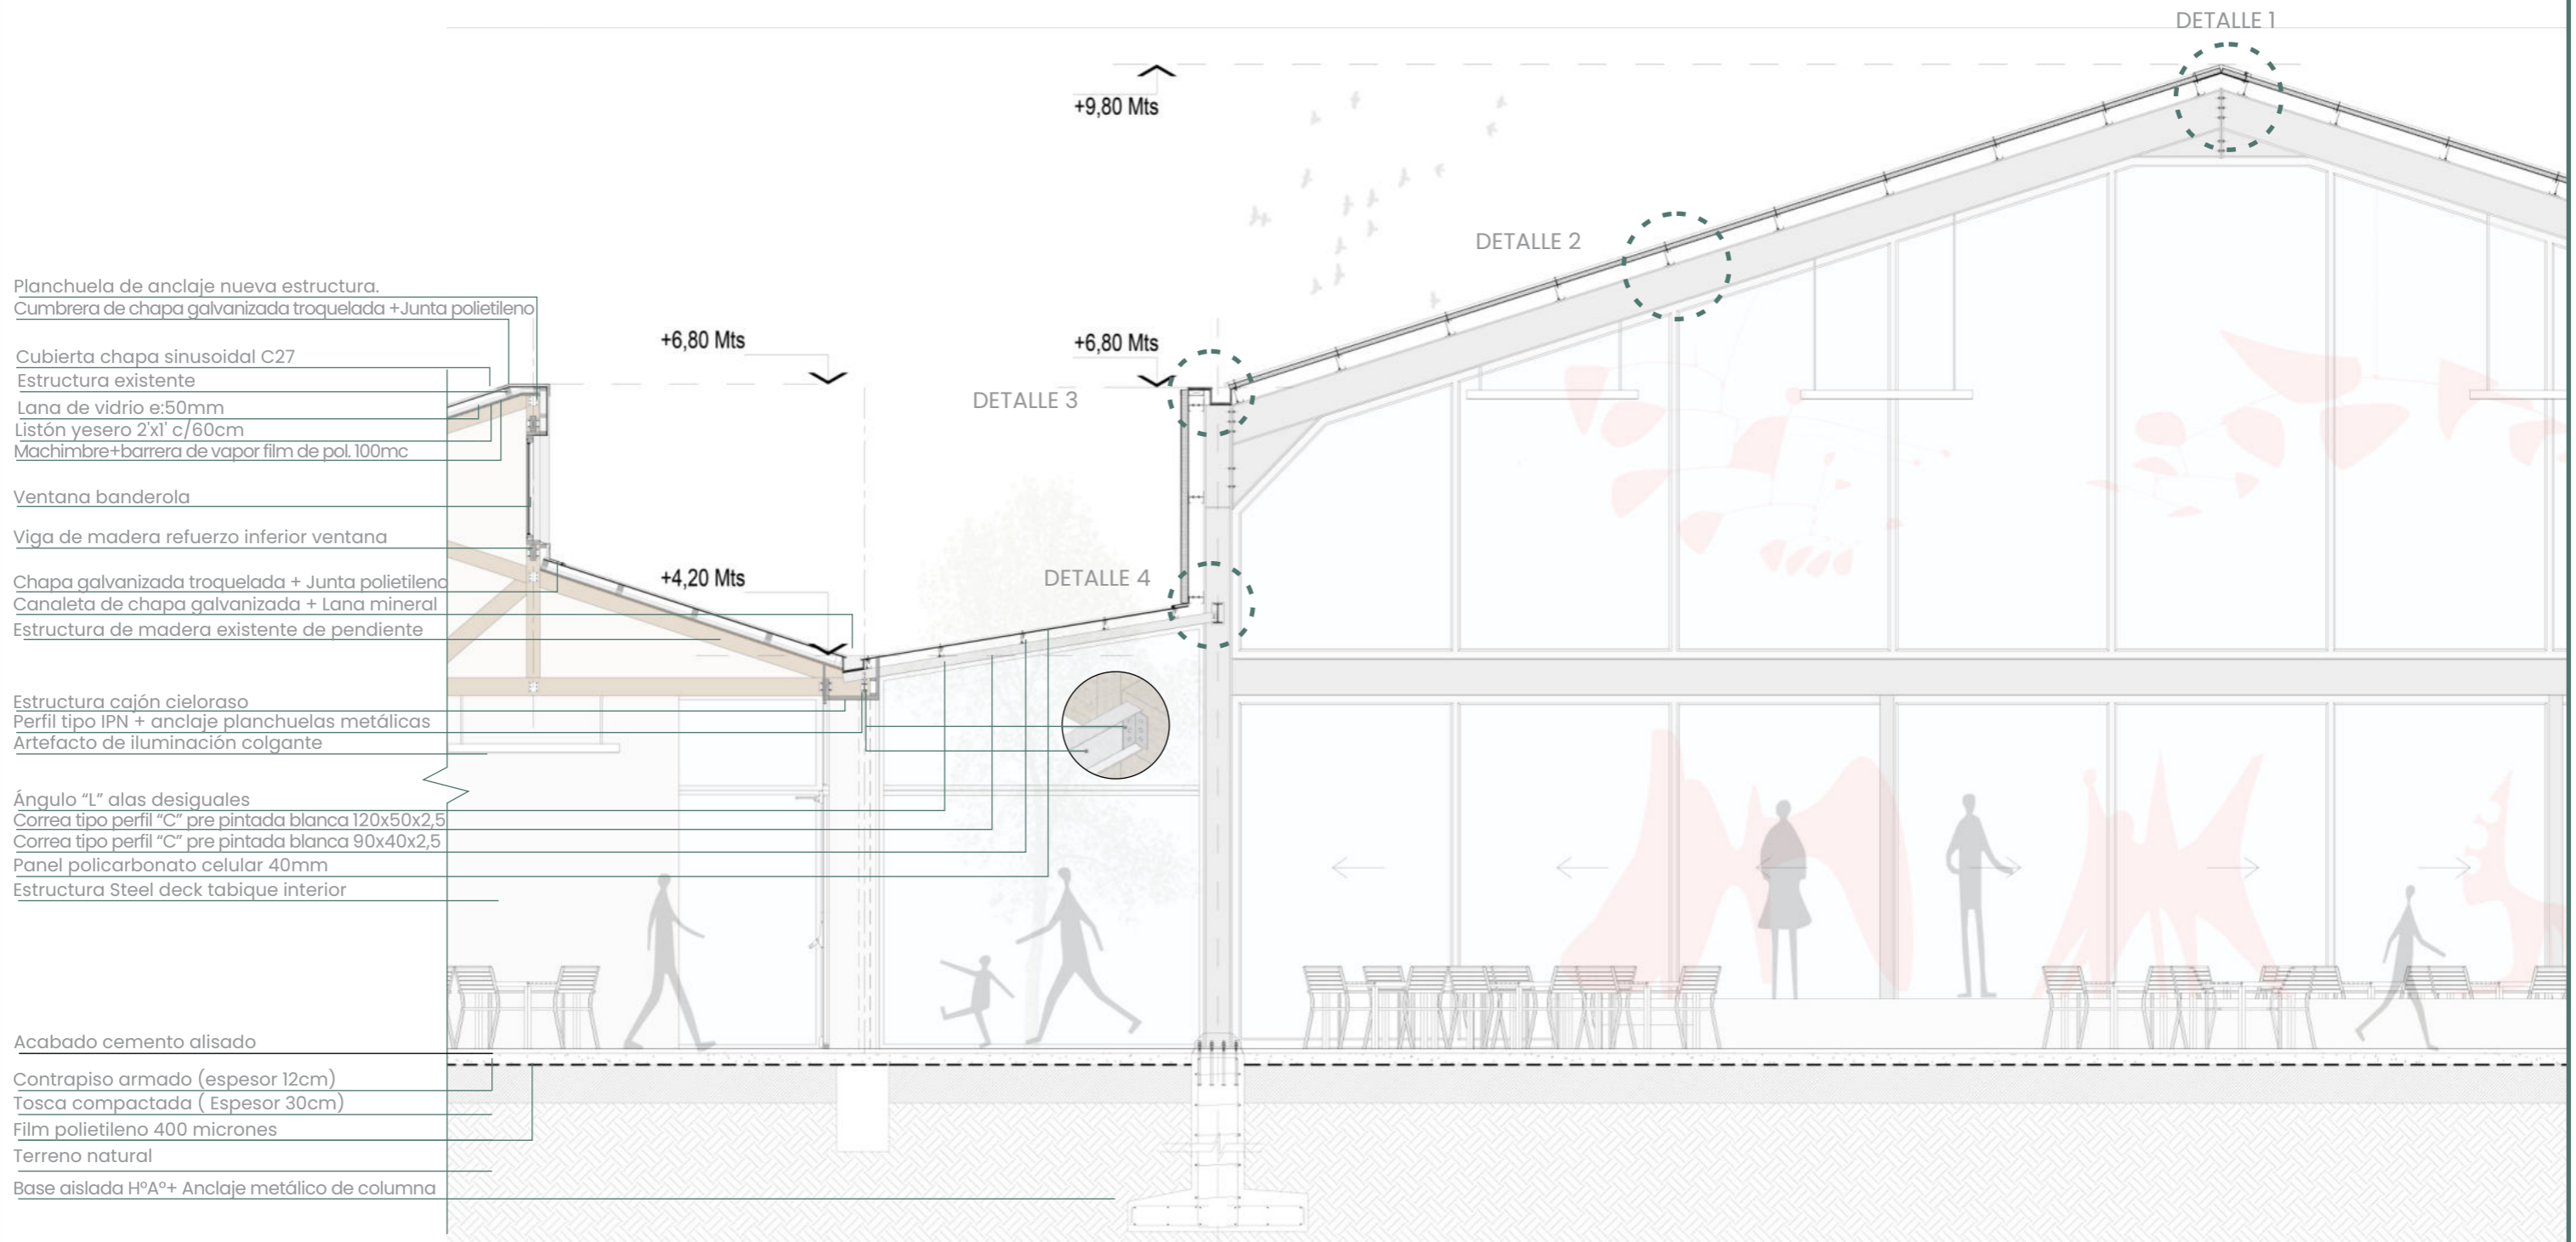 DETALLE 1
+9,80 Mts
DETALLE 2
Planchuela de anclaje nueva estructura.
Cumbrera de chapa galvanizada troquelada +Junta polietileno
+6,80 Mts
+6,80 Mts
Cubierta chapa sinusoidal C27
Estructura existente
DETALLE 3
Lana de vidrio e:50mm
Listón yesero 2'x1' c/60cm
Machimbre+barrera de vapor film de pol. 100mc
Ventana banderola
Viga de madera refuerzo inferior ventana
+4,20 Mts
DETALLE 4
Chapa galvanizada troquelada + Junta polietileno
Canaleta de chapa galvanizada + Lana mineral
Estructura de madera existente de pendiente
Estructura cajón cieloraso
Perfil tipo IPN + anclaje planchuelas metálicas
Artefacto de iluminación colgante
Ángulo “L” alas desiguales
Correa tipo perfil “C” pre pintada blanca 120x50x2,5
Correa tipo perfil “C” pre pintada blanca 90x40x2,5
Panel policarbonato celular 40mm
Estructura Steel deck tabique interior
Acabado cemento alisado
Contrapiso armado (espesor 12cm)
Tosca compactada ( Espesor 30cm)
Film polietileno 400 micrones
Terreno natural
Base aislada HºAº+ Anclaje metálico de columna